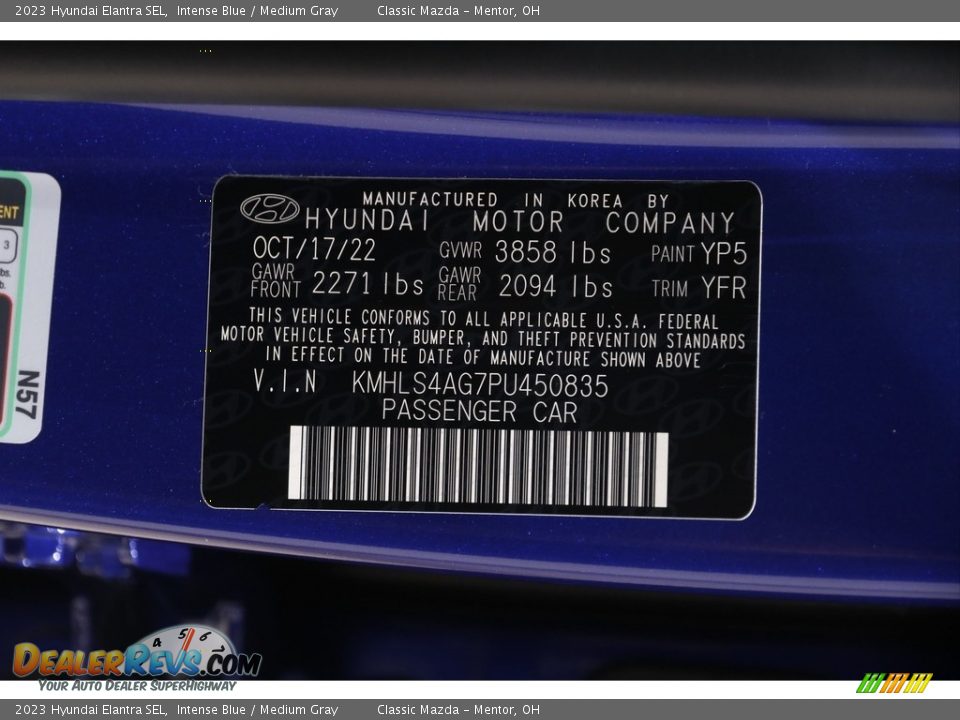 2023 Hyundai Elantra SEL, Intense Blue / Medium Gray Classic Mazda - Mentor, OH
MANUFACTURED IN KOREA BY
HYUNDAI MOTOR COMPANY
OCT/17/22 GVWR 3858 lbs PAINT YP5
GAWR FRONT 2271 lbs GAWR REAR 2094 lbs TRIM YFR
THIS VEHICLE CONFORMS TO ALL APPLICABLE U.S.A. FEDERAL
MOTOR VEHICLE SAFETY, BUMPER, AND THEFT PREVENTION STANDARDS
IN EFFECT ON THE DATE OF MANUFACTURE SHOWN ABOVE
V.I.N KMHLS4AG7PU450835
PASSENGER CAR
3
N57
4 5 6
DEALERREVS.COM
YOUR AUTO DEALER SUPERHIGHWAY
2023 Hyundai Elantra SEL, Intense Blue / Medium Gray Classic Mazda - Mentor, OH